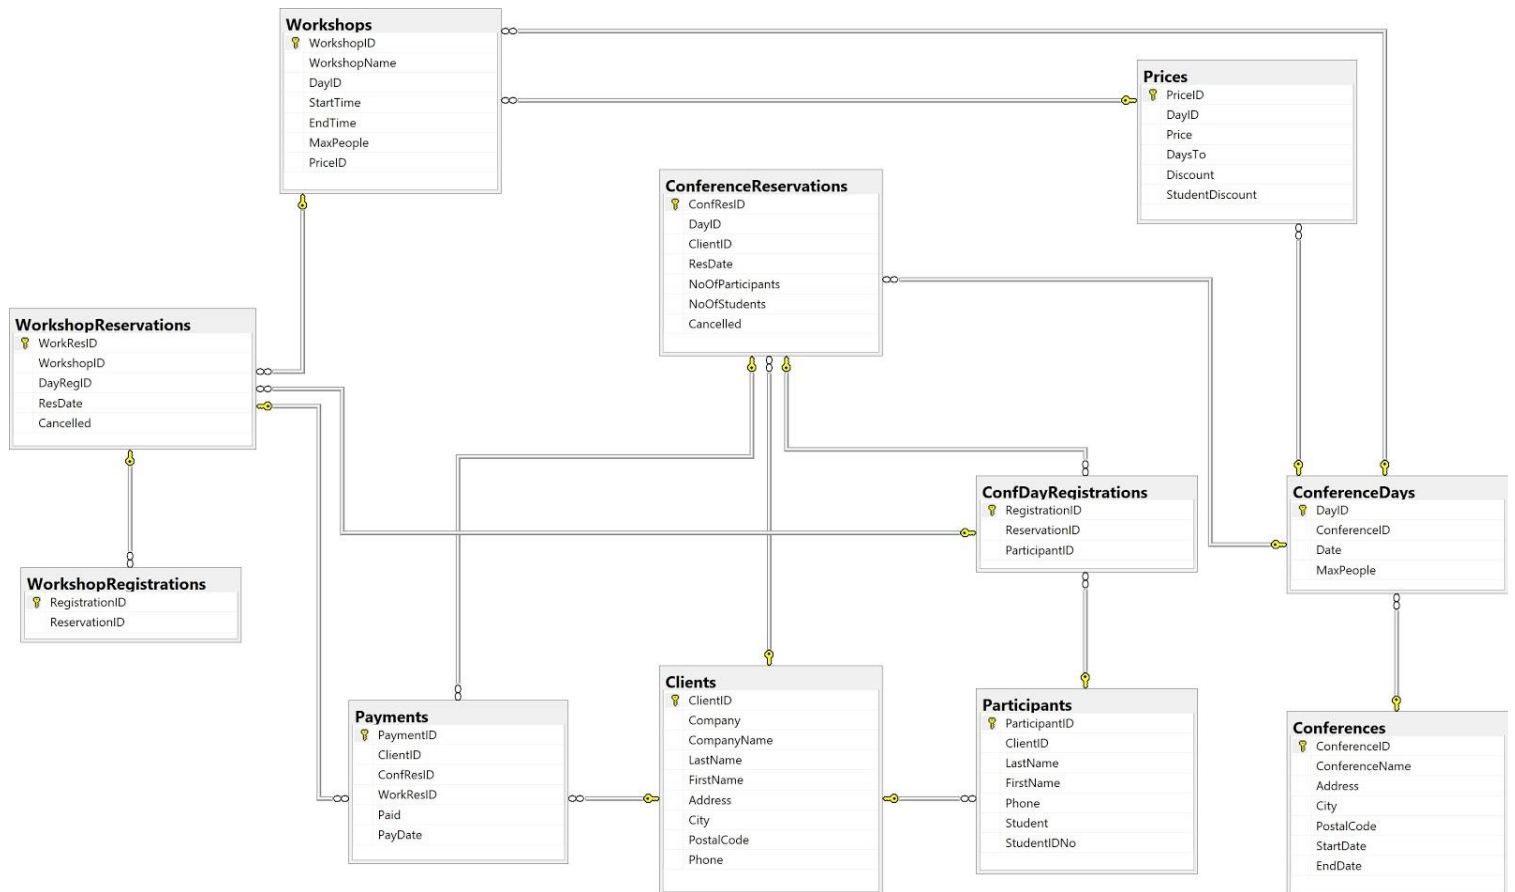 Workshops
WorkshopID
WorkshopName
DayID
StartTime
EndTime
MaxPeople
PriceID
Prices
PriceID
DayID
Price
DaysTo
Discount
StudentDiscount
ConferenceReservations
ConfResID
DayID
ClientID
ResDate
NoOfParticipants
NoOfStudents
Cancelled
WorkshopReservations
WorkResID
WorkshopID
DayRegID
ResDate
Cancelled
ConfDayRegistrations
RegistrationID
ReservationID
ParticipantID
ConferenceDays
DayID
ConferenceID
Date
MaxPeople
WorkshopRegistrations
RegistrationID
ReservationID
Payments
PaymentID
ClientID
ConfResID
WorkResID
Paid
PayDate
Clients
ClientID
Company
CompanyName
LastName
FirstName
Address
City
PostalCode
Phone
Participants
ParticipantID
ClientID
LastName
FirstName
Phone
Student
StudentIDNo
Conferences
ConferenceID
ConferenceName
Address
City
PostalCode
StartDate
EndDate